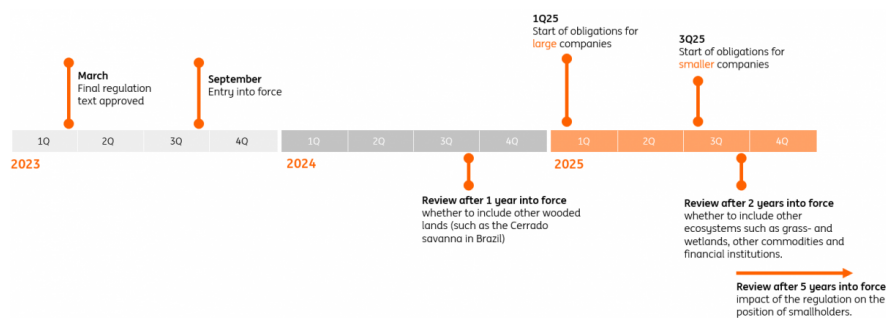 1Q25
Start of obligations for
large companies
3Q25
Start of obligations for
smaller companies
March
Final regulation
text approved
September
Entry into force
1Q 2Q 3Q 4Q 1Q 2Q 3Q 4Q 1Q 2Q 3Q 4Q
2023 2024 2025
Review after 1 year into force
whether to include other wooded
lands (such as the Cerrado
savanna in Brazil)
Review after 2 years into force
whether to include other
ecosystems such as grass- and
wetlands, other commodities and
financial institutions.
Review after 5 years into force
impact of the regulation on the
position of smallholders.